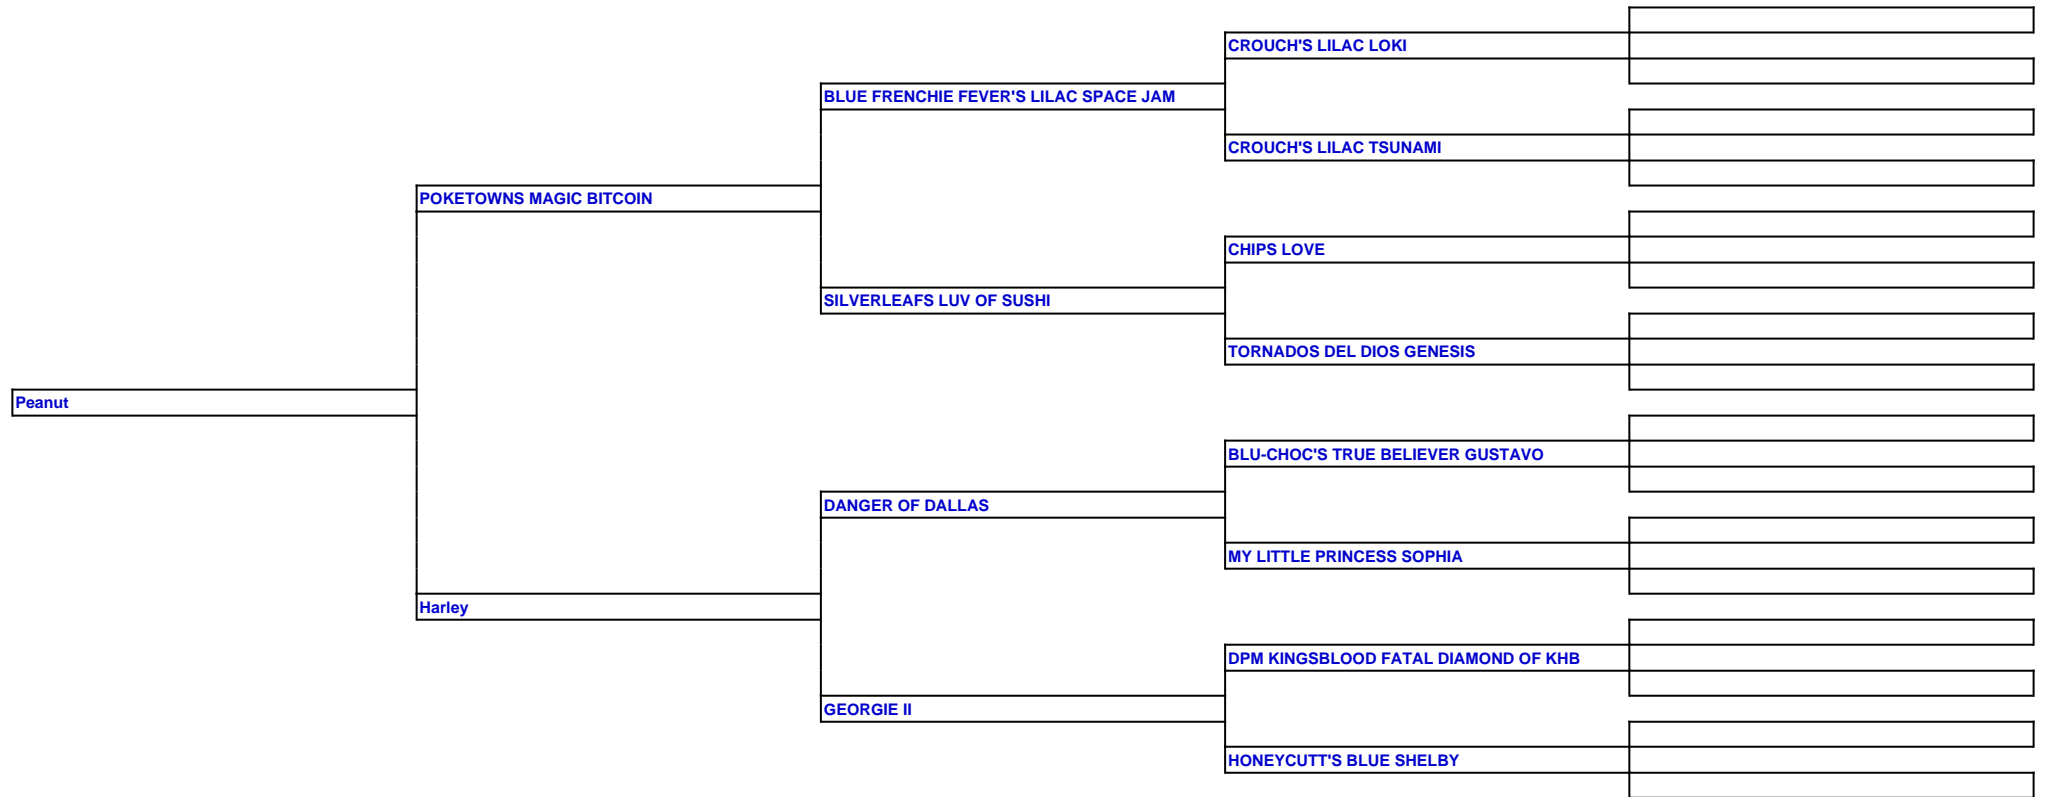 CROUCH'S LILAC LOKI
BLUE FRENCHIE FEVER'S LILAC SPACE JAM
CROUCH'S LILAC TSUNAMI
POKETOWNS MAGIC BITCOIN
CHIPS LOVE
SILVERLEAFS LUV OF SUSHI
TORNADOS DEL DIOS GENESIS
Peanut
BLU-CHOC'S TRUE BELIEVER GUSTAVO
DANGER OF DALLAS
MY LITTLE PRINCESS SOPHIA
Harley
DPM KINGSBLOOD FATAL DIAMOND OF KHB
GEORGIE II
HONEYCUTT'S BLUE SHELBY